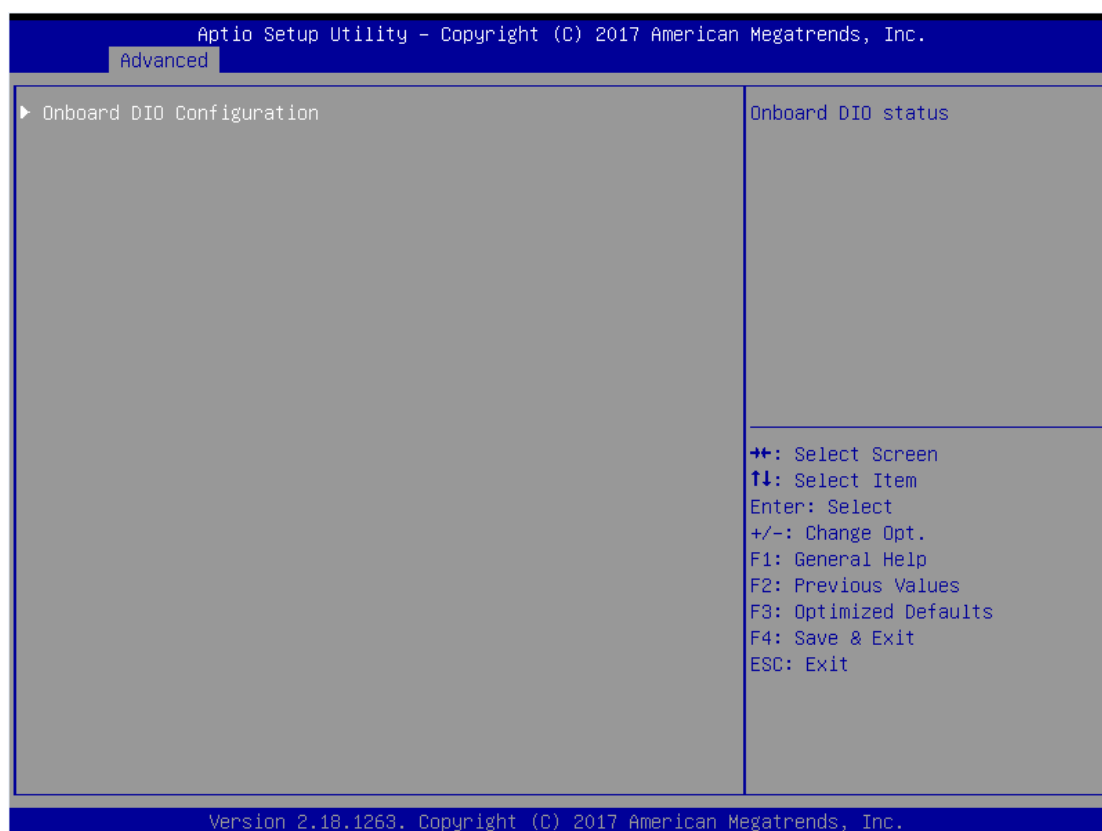 Aptio Setup Utility – Copyright (C) 2017 American Megatrends, Inc.
Advanced
▶ Onboard DIO Configuration
Onboard DIO status
→←: Select Screen
↑↓: Select Item
Enter: Select
+/-: Change Opt.
F1: General Help
F2: Previous Values
F3: Optimized Defaults
F4: Save & Exit
ESC: Exit
Version 2.18.1263. Copyright (C) 2017 American Megatrends, Inc.